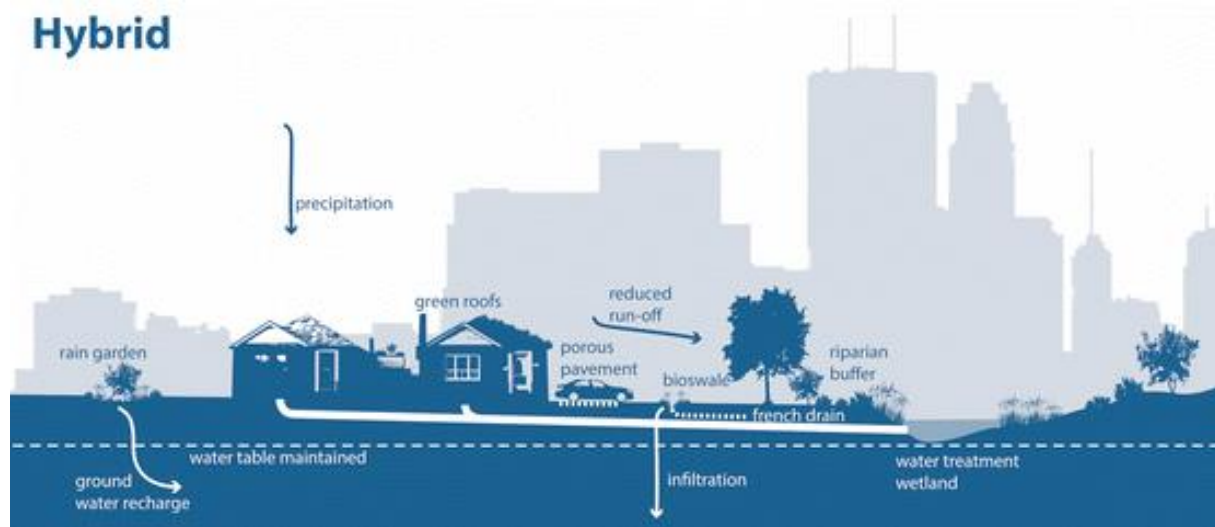 Hybrid
precipitation
green roofs
reduced
run-off
rain garden
porous
pavement
bioswale
riparian
buffer
french drain
water table maintained
ground
water recharge
infiltration
water treatment
wetland